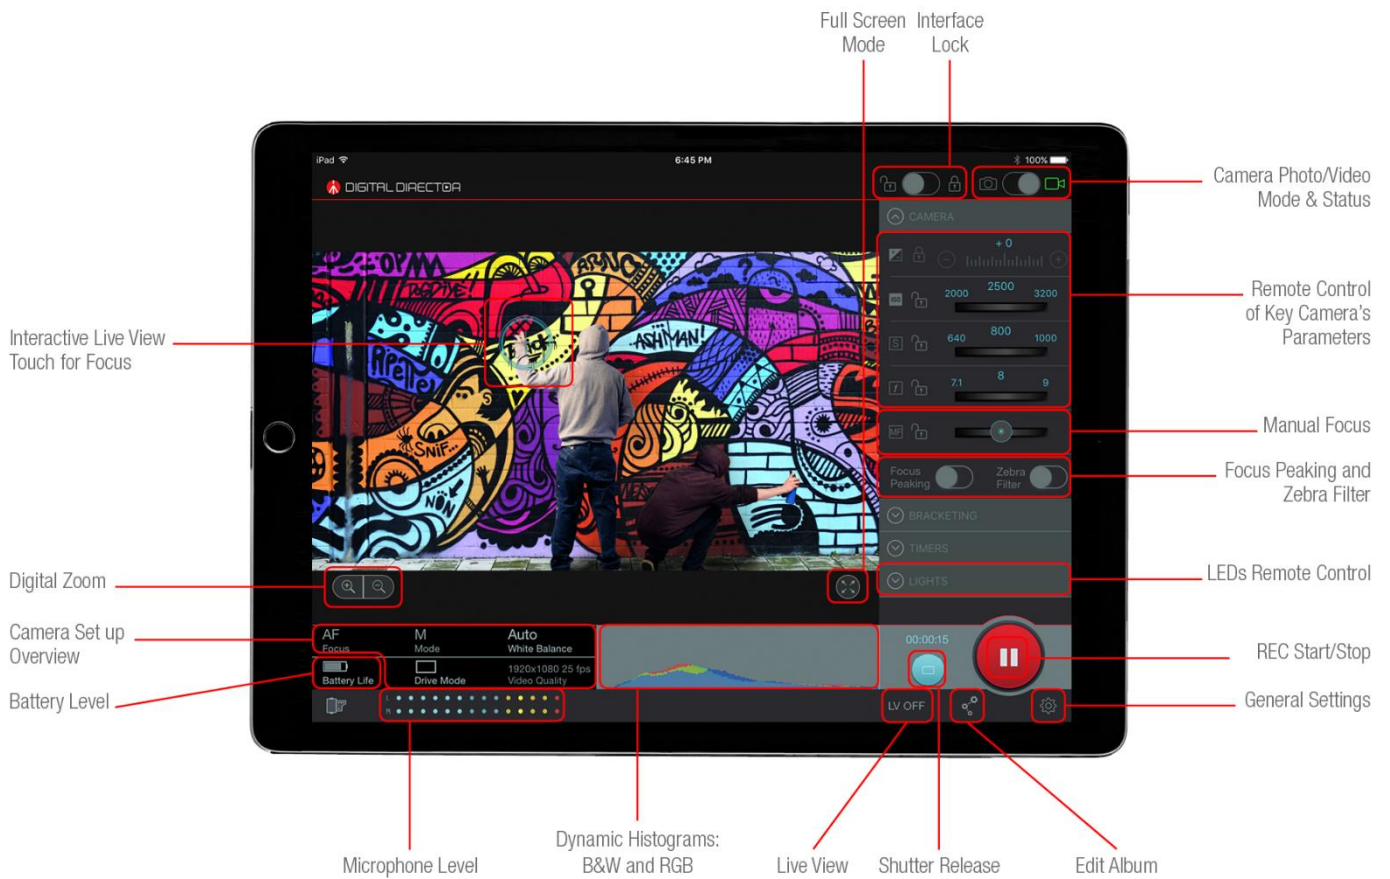 Full Screen
Mode
Interface
Lock
iPad
6:45 PM
100%
DIGITAL DIRECTOR
Camera Photo/Video
Mode & Status
CAMERA
+ 0
ISO
2000
2500
3200
Remote Control
of Key Camera's
Parameters
Interactive Live View
Touch for Focus
S
640
800
1000
f
7.1
8
9
MF
Manual Focus
Focus
Peaking
Zebra
Filter
Focus Peaking and
Zebra Filter
ASHMAN!
SNiF...
NON
BRACKETING
TIMERS
LIGHTS
LEDs Remote Control
Digital Zoom
Camera Set up
Overview
AF
Focus
M
Mode
Auto
White Balance
00:00:15
REC Start/Stop
Battery Life
Drive Mode
1920x1080 25 fps
Video Quality
Battery Level
L
R
LV OFF
General Settings
Microphone Level
Dynamic Histograms:
B&W and RGB
Live View
Shutter Release
Edit Album